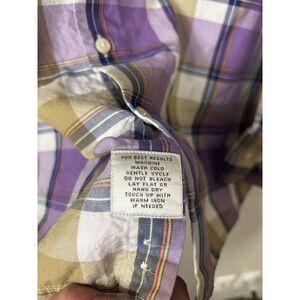 FOR BEST RESULTS
MACHINE
WASH COLD
GENTLE CYCLE
DO NOT BLEACH
LAY FLAT OR
HANG DRY
TOUCH UP WITH
WARM IRON
IF NEEDED